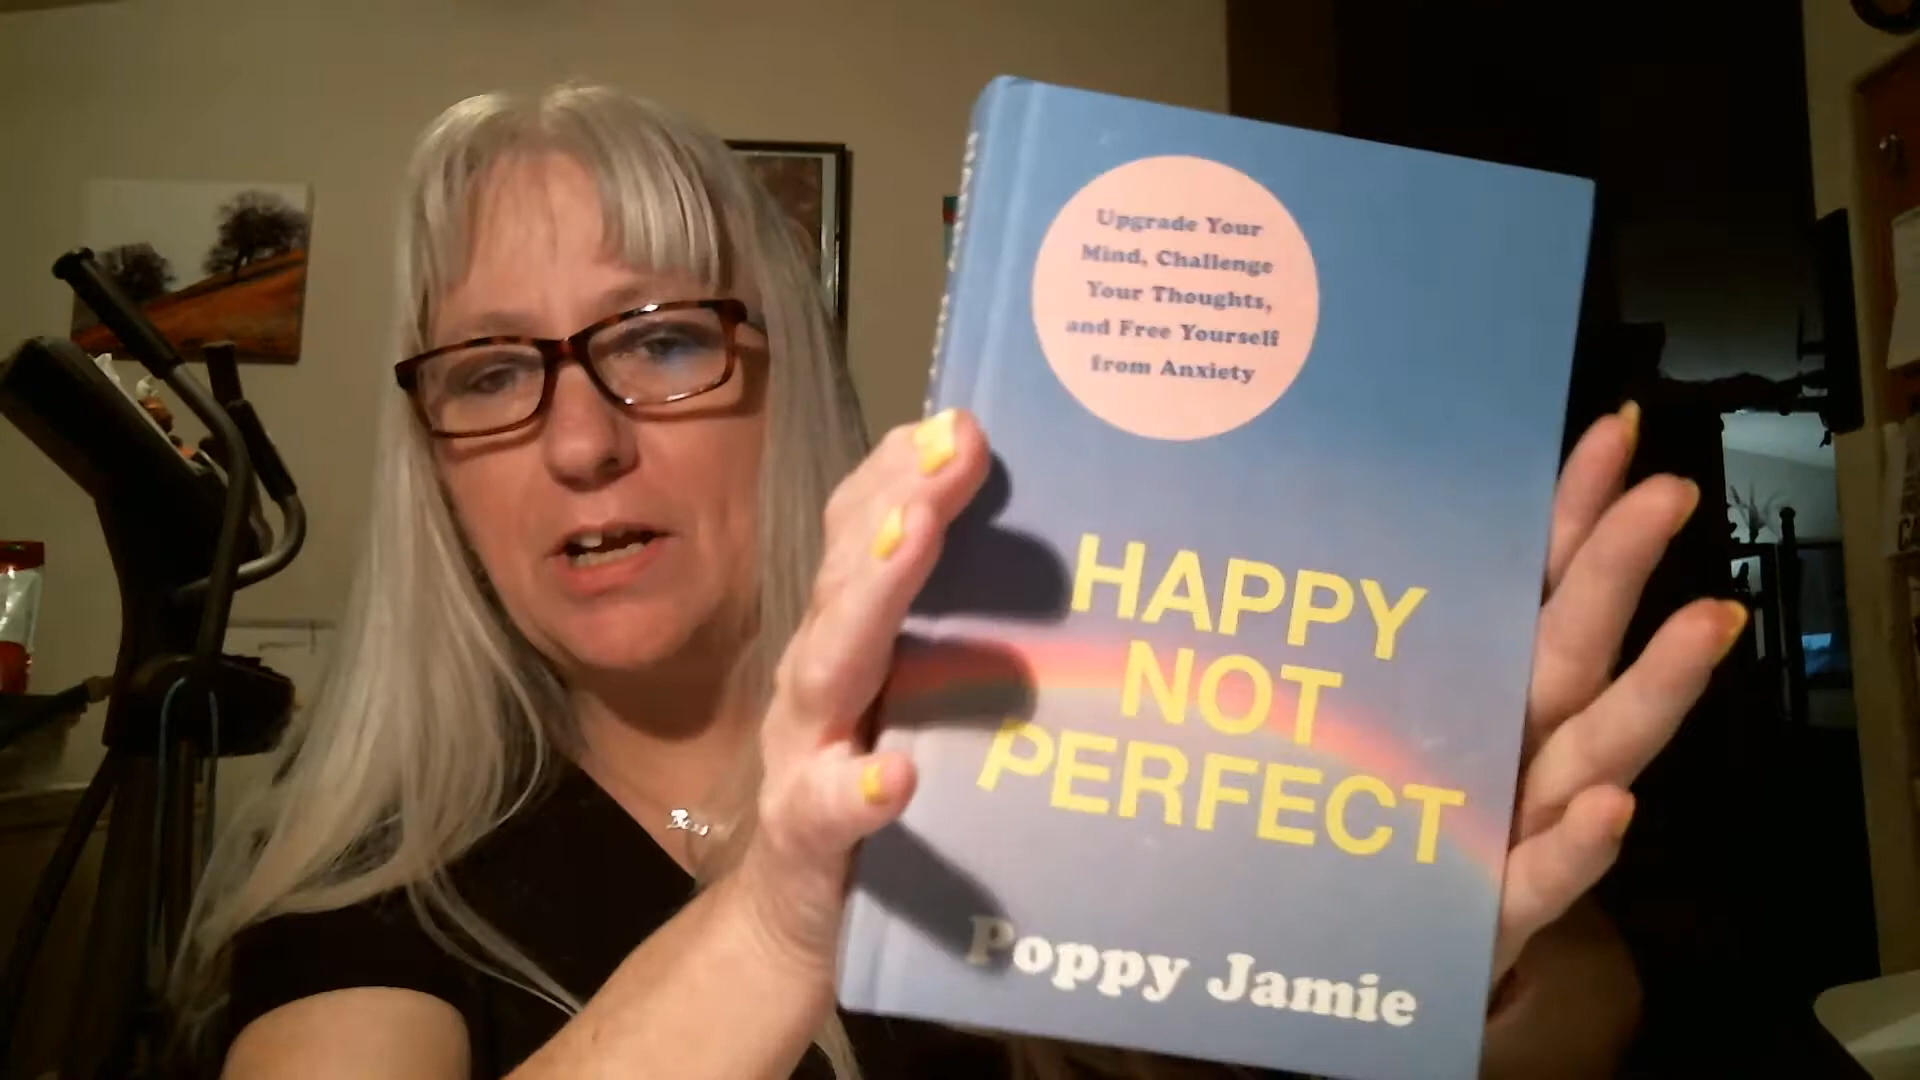 Upgrade Your
Mind, Challenge
Your Thoughts,
and Free Yourself
from Anxiety
HAPPY
NOT
PERFECT
Poppy Jamie